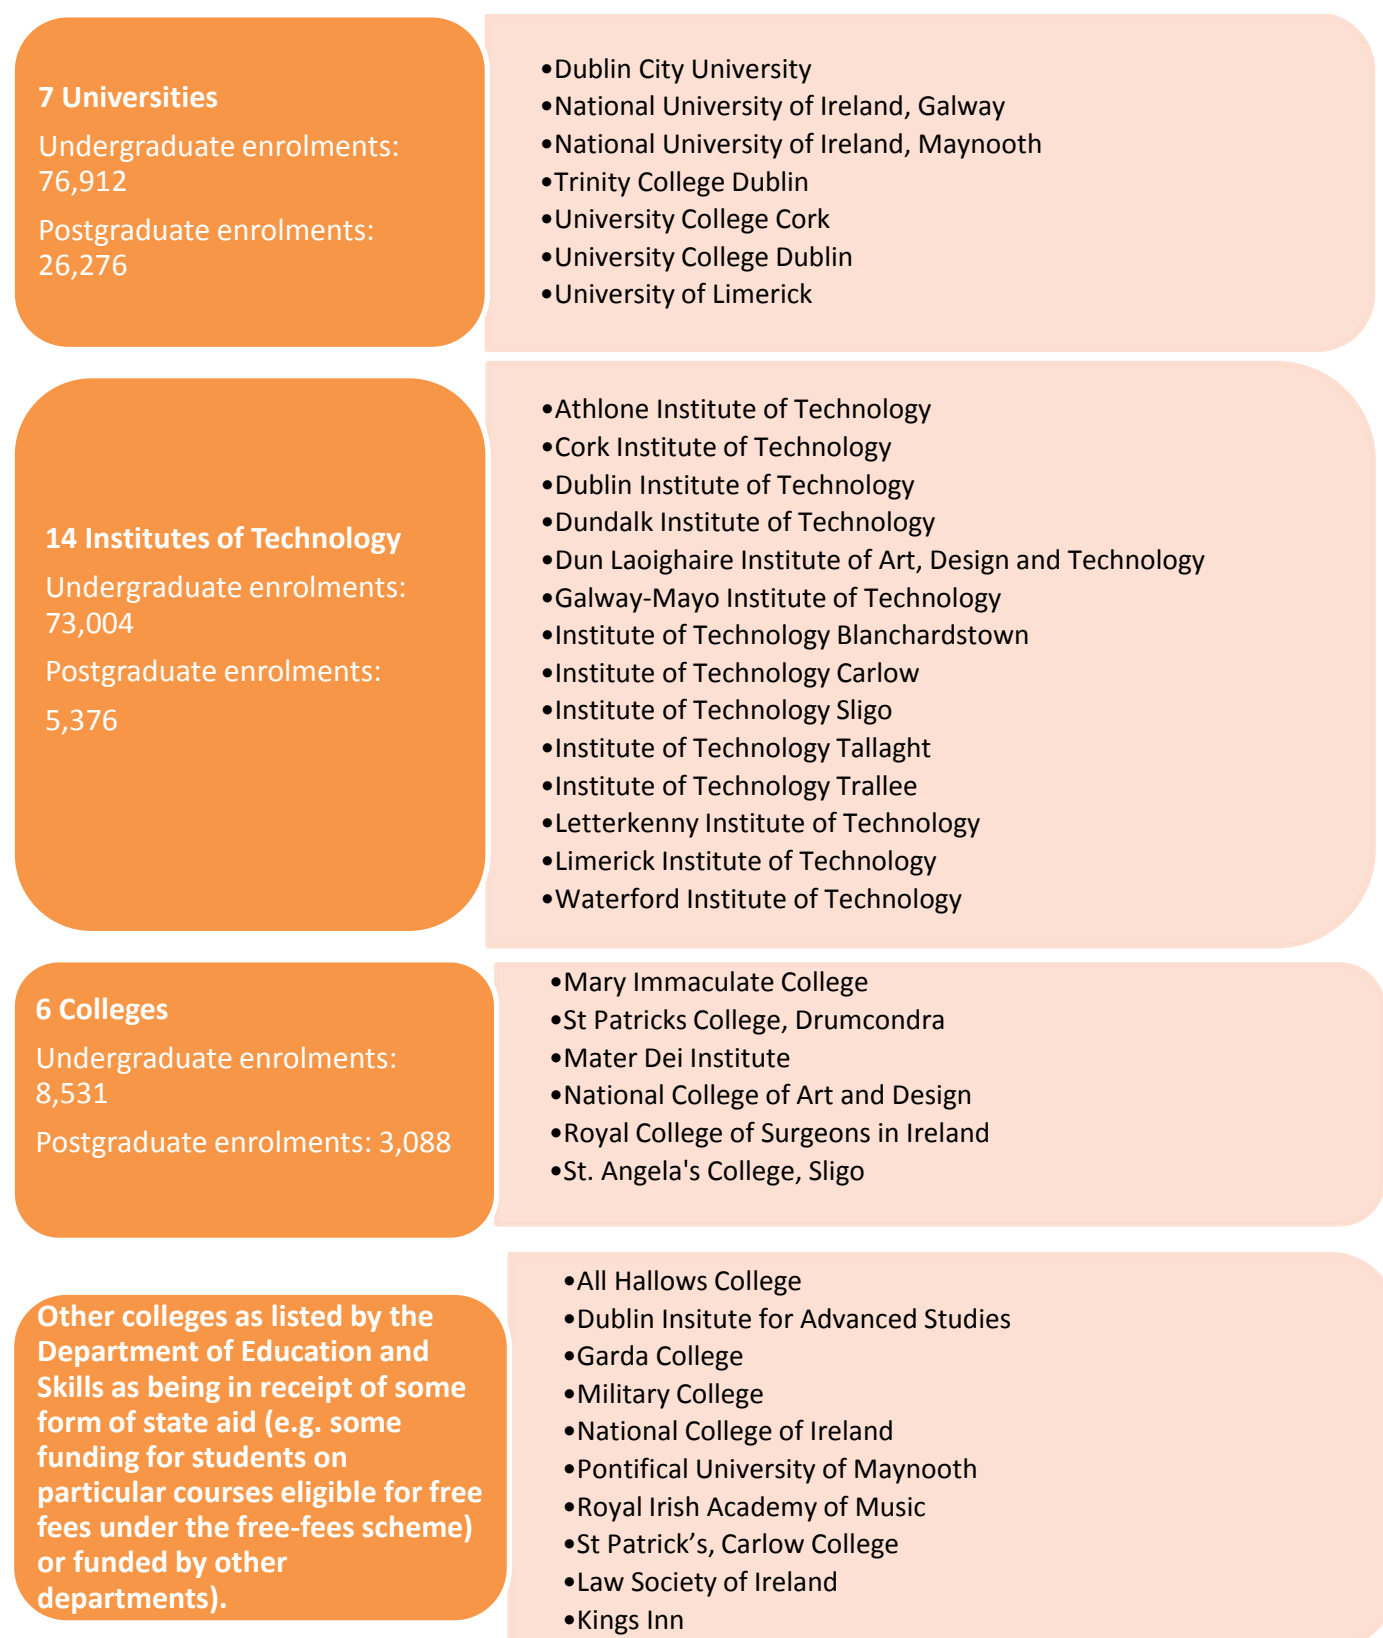 7 Universities
Undergraduate enrolments:
76,912
Postgraduate enrolments:
26,276
•Dublin City University
•National University of Ireland, Galway
•National University of Ireland, Maynooth
•Trinity College Dublin
•University College Cork
•University College Dublin
•University of Limerick
14 Institutes of Technology
Undergraduate enrolments:
73,004
Postgraduate enrolments:
5,376
•Athlone Institute of Technology
•Cork Institute of Technology
•Dublin Institute of Technology
•Dundalk Institute of Technology
•Dun Laoighaire Institute of Art, Design and Technology
•Galway-Mayo Institute of Technology
•Institute of Technology Blanchardstown
•Institute of Technology Carlow
•Institute of Technology Sligo
•Institute of Technology Tallaght
•Institute of Technology Trallee
•Letterkenny Institute of Technology
•Limerick Institute of Technology
•Waterford Institute of Technology
6 Colleges
Undergraduate enrolments:
8,531
Postgraduate enrolments: 3,088
•Mary Immaculate College
•St Patricks College, Drumcondra
•Mater Dei Institute
•National College of Art and Design
•Royal College of Surgeons in Ireland
•St. Angela's College, Sligo
Other colleges as listed by the
Department of Education and
Skills as being in receipt of some
form of state aid (e.g. some
funding for students on
particular courses eligible for free
fees under the free-fees scheme)
or funded by other
departments).
•All Hallows College
•Dublin Insitute for Advanced Studies
•Garda College
•Military College
•National College of Ireland
•Pontifical University of Maynooth
•Royal Irish Academy of Music
•St Patrick’s, Carlow College
•Law Society of Ireland
•Kings Inn